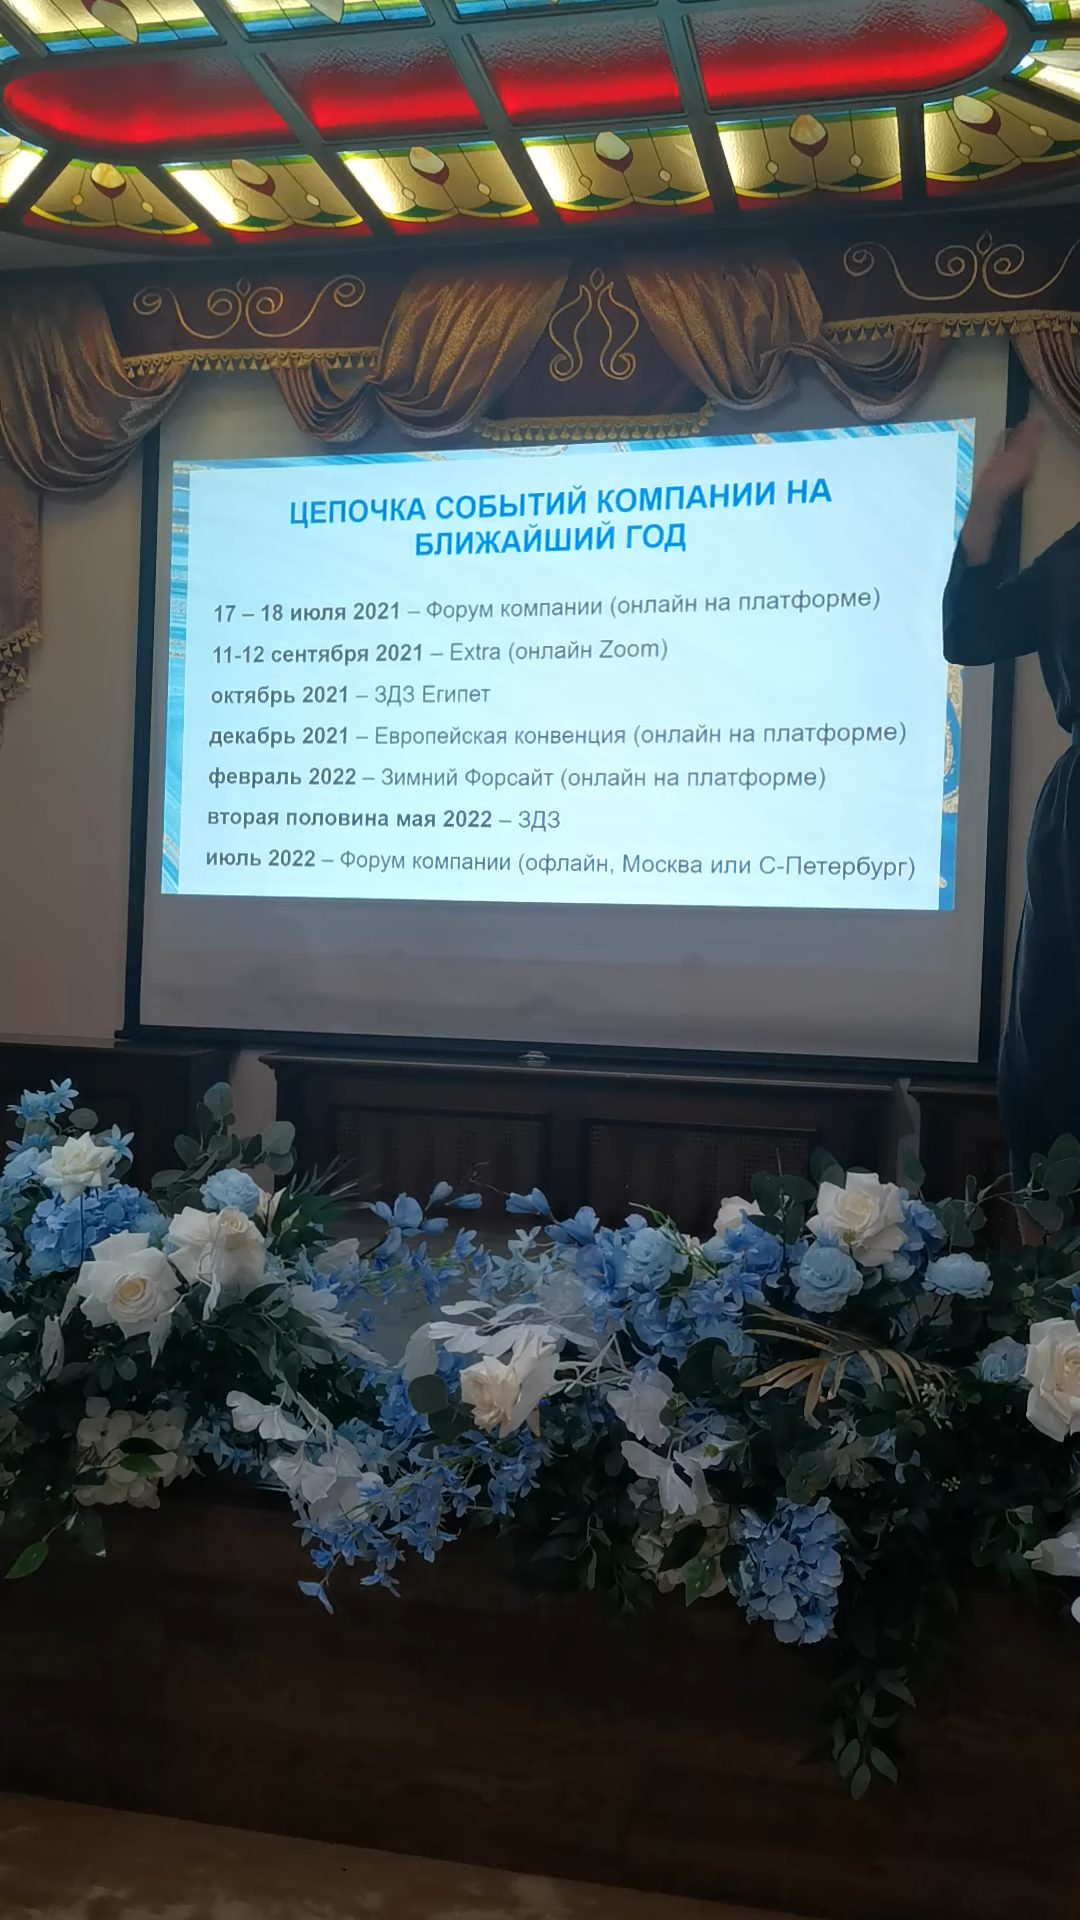 ЦЕПОЧКА СОБЫТИЙ КОМПАНИИ НА
БЛИЖАЙШИЙ ГОД
17 – 18 июля 2021 – Форум компании (онлайн на платформе)
11-12 сентября 2021 – Extra (онлайн Zoom)
октябрь 2021 – ЗДЗ Египет
декабрь 2021 – Европейская конвенция (онлайн на платформе)
февраль 2022 – Зимний Форсайт (онлайн на платформе)
вторая половина мая 2022 – ЗДЗ
июль 2022 – Форум компании (офлайн, Москва или С-Петербург)